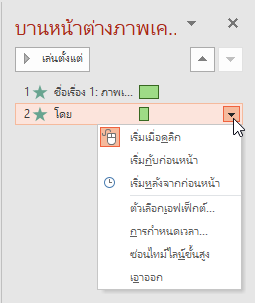 บานหน้าต่างภาพเค..
เล่นตั้งแต่
1 ชื่อเรื่อง 1: ภาพเ...
2 โดย
เริ่มเมื่อคลิก
เริ่มกับก่อนหน้า
เริ่มหลังจากก่อนหน้า
ตัวเลือกเอฟเฟ็กต์...
การกำหนดเวลา...
ซ่อนไทม์ไลน์ขั้นสูง
เอาออก